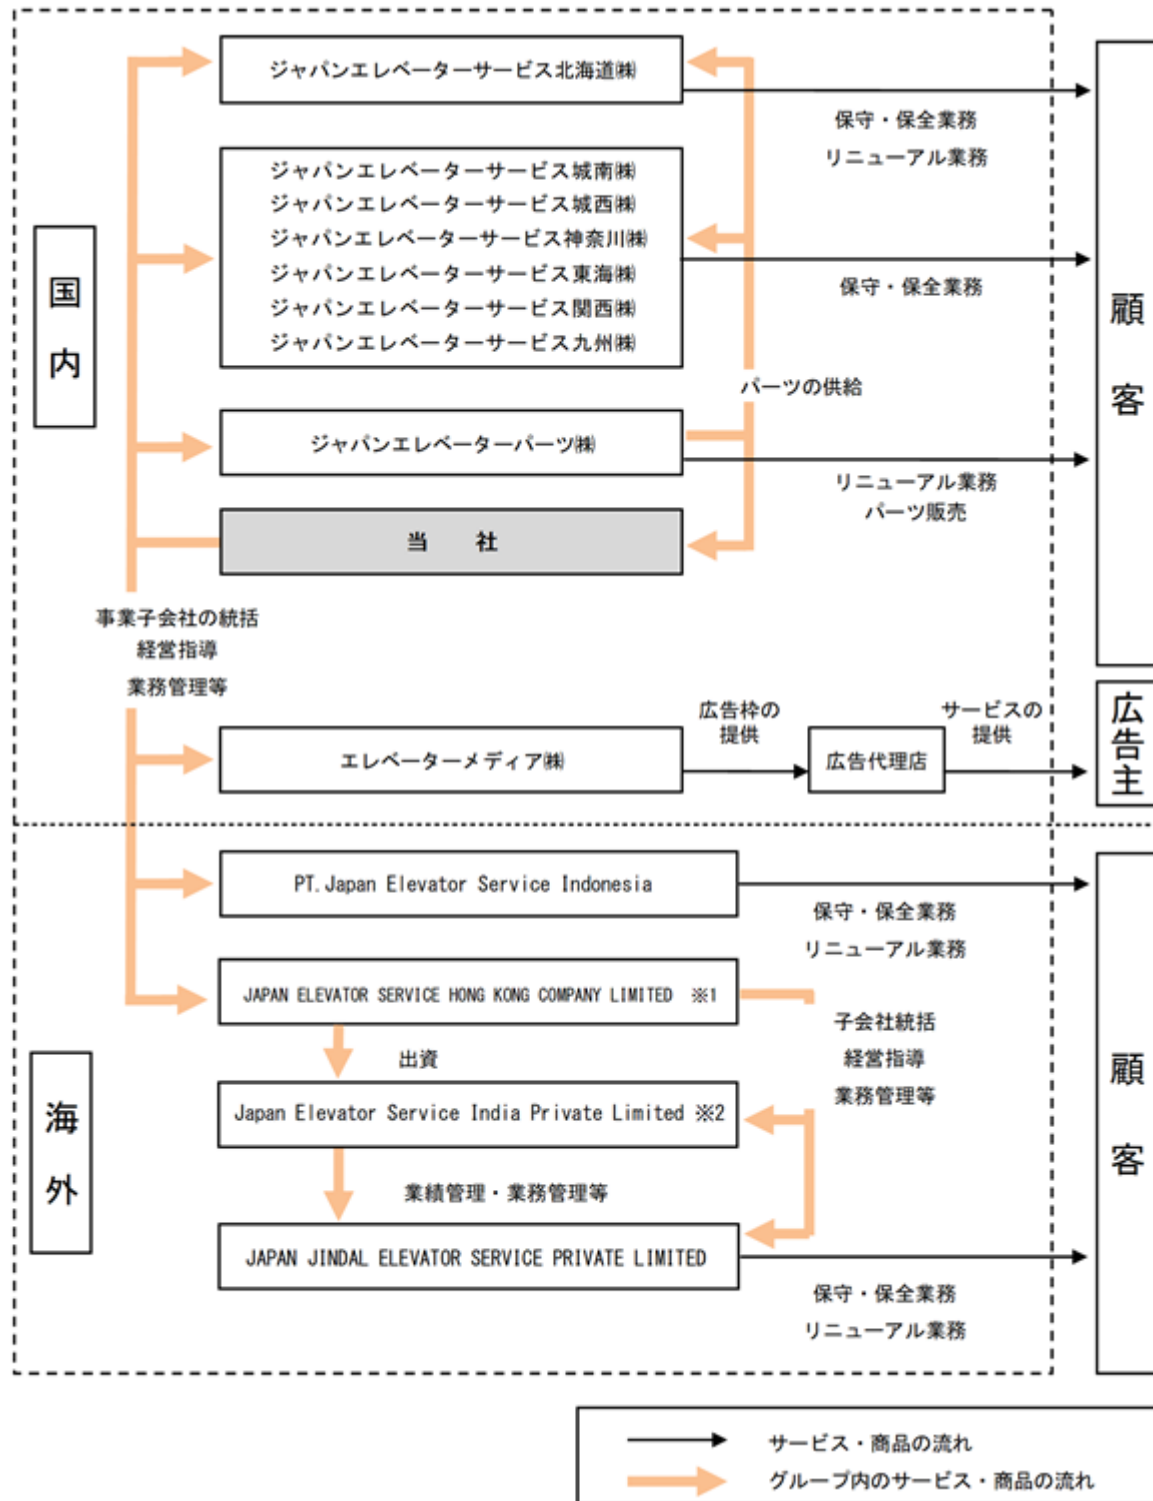 ジャパンエレベーターサービス北海道㈱
保守・保全業務
リニューアル業務
ジャパンエレベーターサービス城南㈱
ジャパンエレベーターサービス城西㈱
ジャパンエレベーターサービス神奈川㈱
ジャパンエレベーターサービス東海㈱
ジャパンエレベーターサービス関西㈱
ジャパンエレベーターサービス九州㈱
保守・保全業務
国内
顧客
パーツの供給
ジャパンエレベーターパーツ㈱
リニューアル業務
パーツ販売
当　社
事業子会社の統括
経営指導
業務管理等
エレベーターメディア㈱
広告枠の
提供
広告代理店
サービスの
提供
広告主
PT.Japan Elevator Service Indonesia
保守・保全業務
リニューアル業務
JAPAN ELEVATOR SERVICE HONG KONG COMPANY LIMITED ※1
子会社統括
経営指導
業務管理等
出資
海外
顧客
Japan Elevator Service India Private Limited ※2
業績管理・業務管理等
JAPAN JINDAL ELEVATOR SERVICE PRIVATE LIMITED
保守・保全業務
リニューアル業務
サービス・商品の流れ
グループ内のサービス・商品の流れ